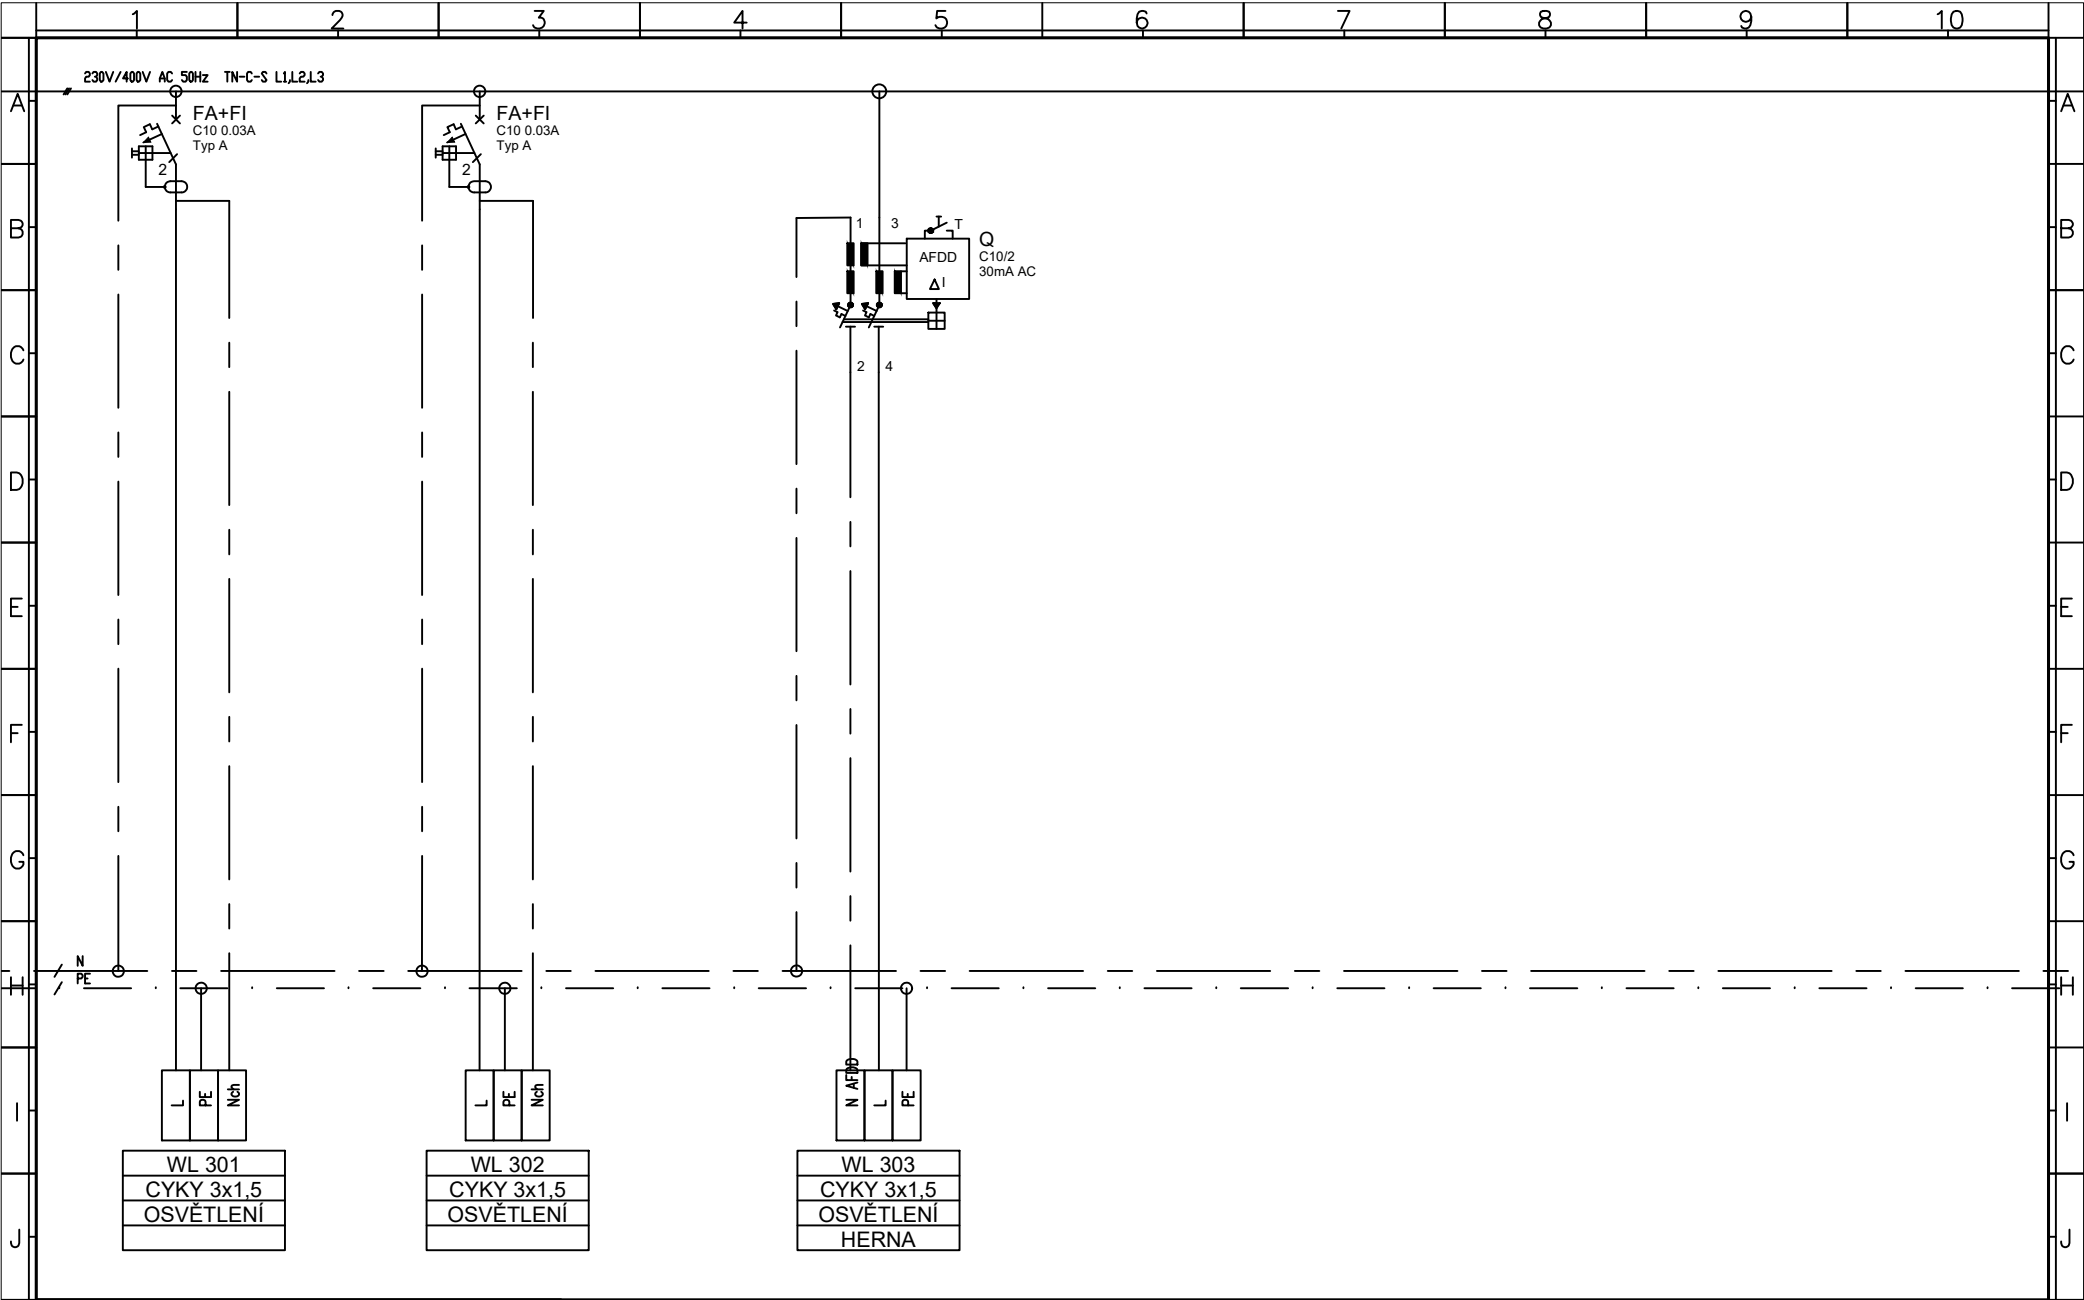 1 2 3 4 5 6 7 8 9 10
230V/400V AC 50Hz TN-C-S L1,L2,L3
A A
FA+FI
C10 0.03A
Typ A
2
FA+FI
C10 0.03A
Typ A
2
B B
1 3
T
AFDD
ΔI
Q
C10/2
30mA AC
C C
2 4
D D
E E
F F
G G
N
PE
H H
I I
L PE Nch
L PE Nch
N AFDD L PE
WL 301
CYKY 3x1,5
OSVĚTLENÍ
WL 302
CYKY 3x1,5
OSVĚTLENÍ
WL 303
CYKY 3x1,5
OSVĚTLENÍ
HERNA
J J